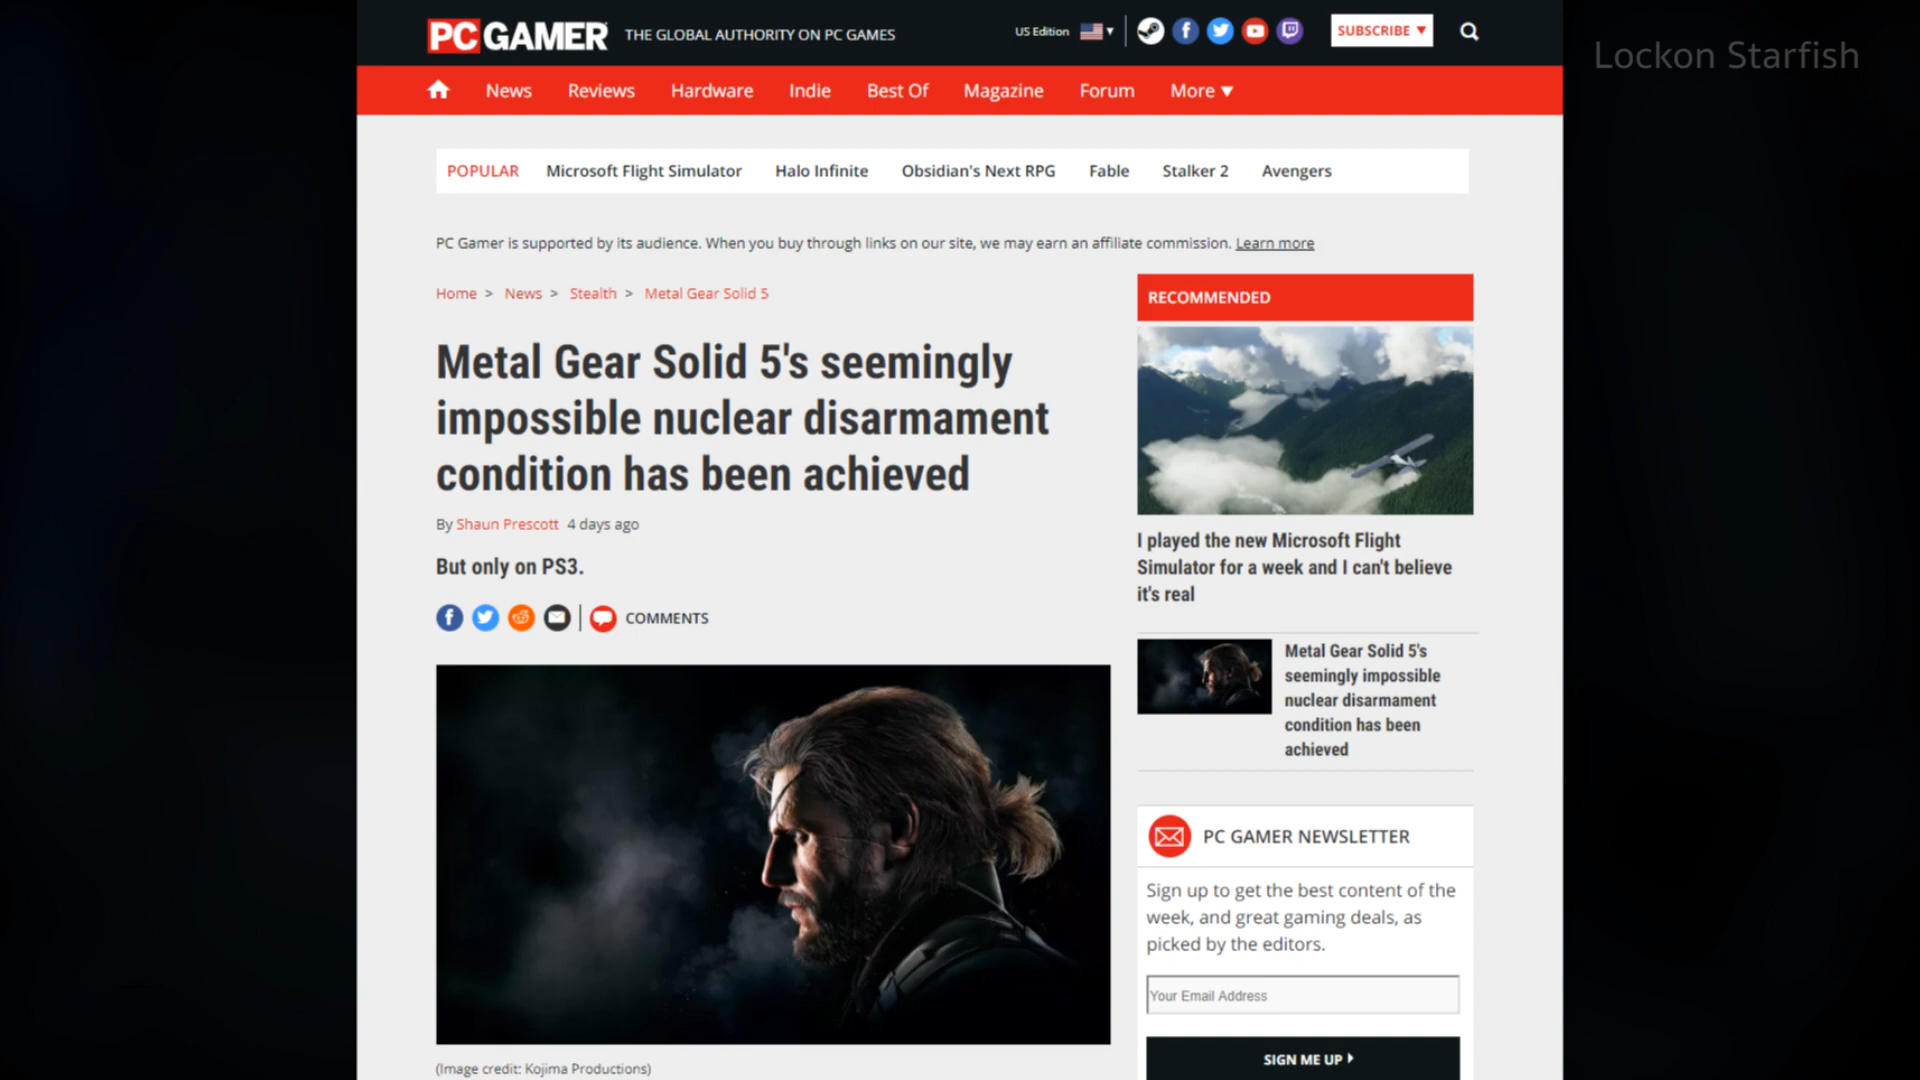 PC GAMER THE GLOBAL AUTHORITY ON PC GAMES
US Edition
SUBSCRIBE ▼
Lockon Starfish
News Reviews Hardware Indie Best Of Magazine Forum More ▼
POPULAR Microsoft Flight Simulator Halo Infinite Obsidian's Next RPG Fable Stalker 2 Avengers
PC Gamer is supported by its audience. When you buy through links on our site, we may earn an affiliate commission. Learn more
Home > News > Stealth > Metal Gear Solid 5
Metal Gear Solid 5's seemingly
impossible nuclear disarmament
condition has been achieved
By Shaun Prescott 4 days ago
But only on PS3.
COMMENTS
(Image credit: Kojima Productions)
RECOMMENDED
I played the new Microsoft Flight
Simulator for a week and I can't believe
it's real
Metal Gear Solid 5's
seemingly impossible
nuclear disarmament
condition has been
achieved
PC GAMER NEWSLETTER
Sign up to get the best content of the
week, and great gaming deals, as
picked by the editors.
Your Email Address
SIGN ME UP